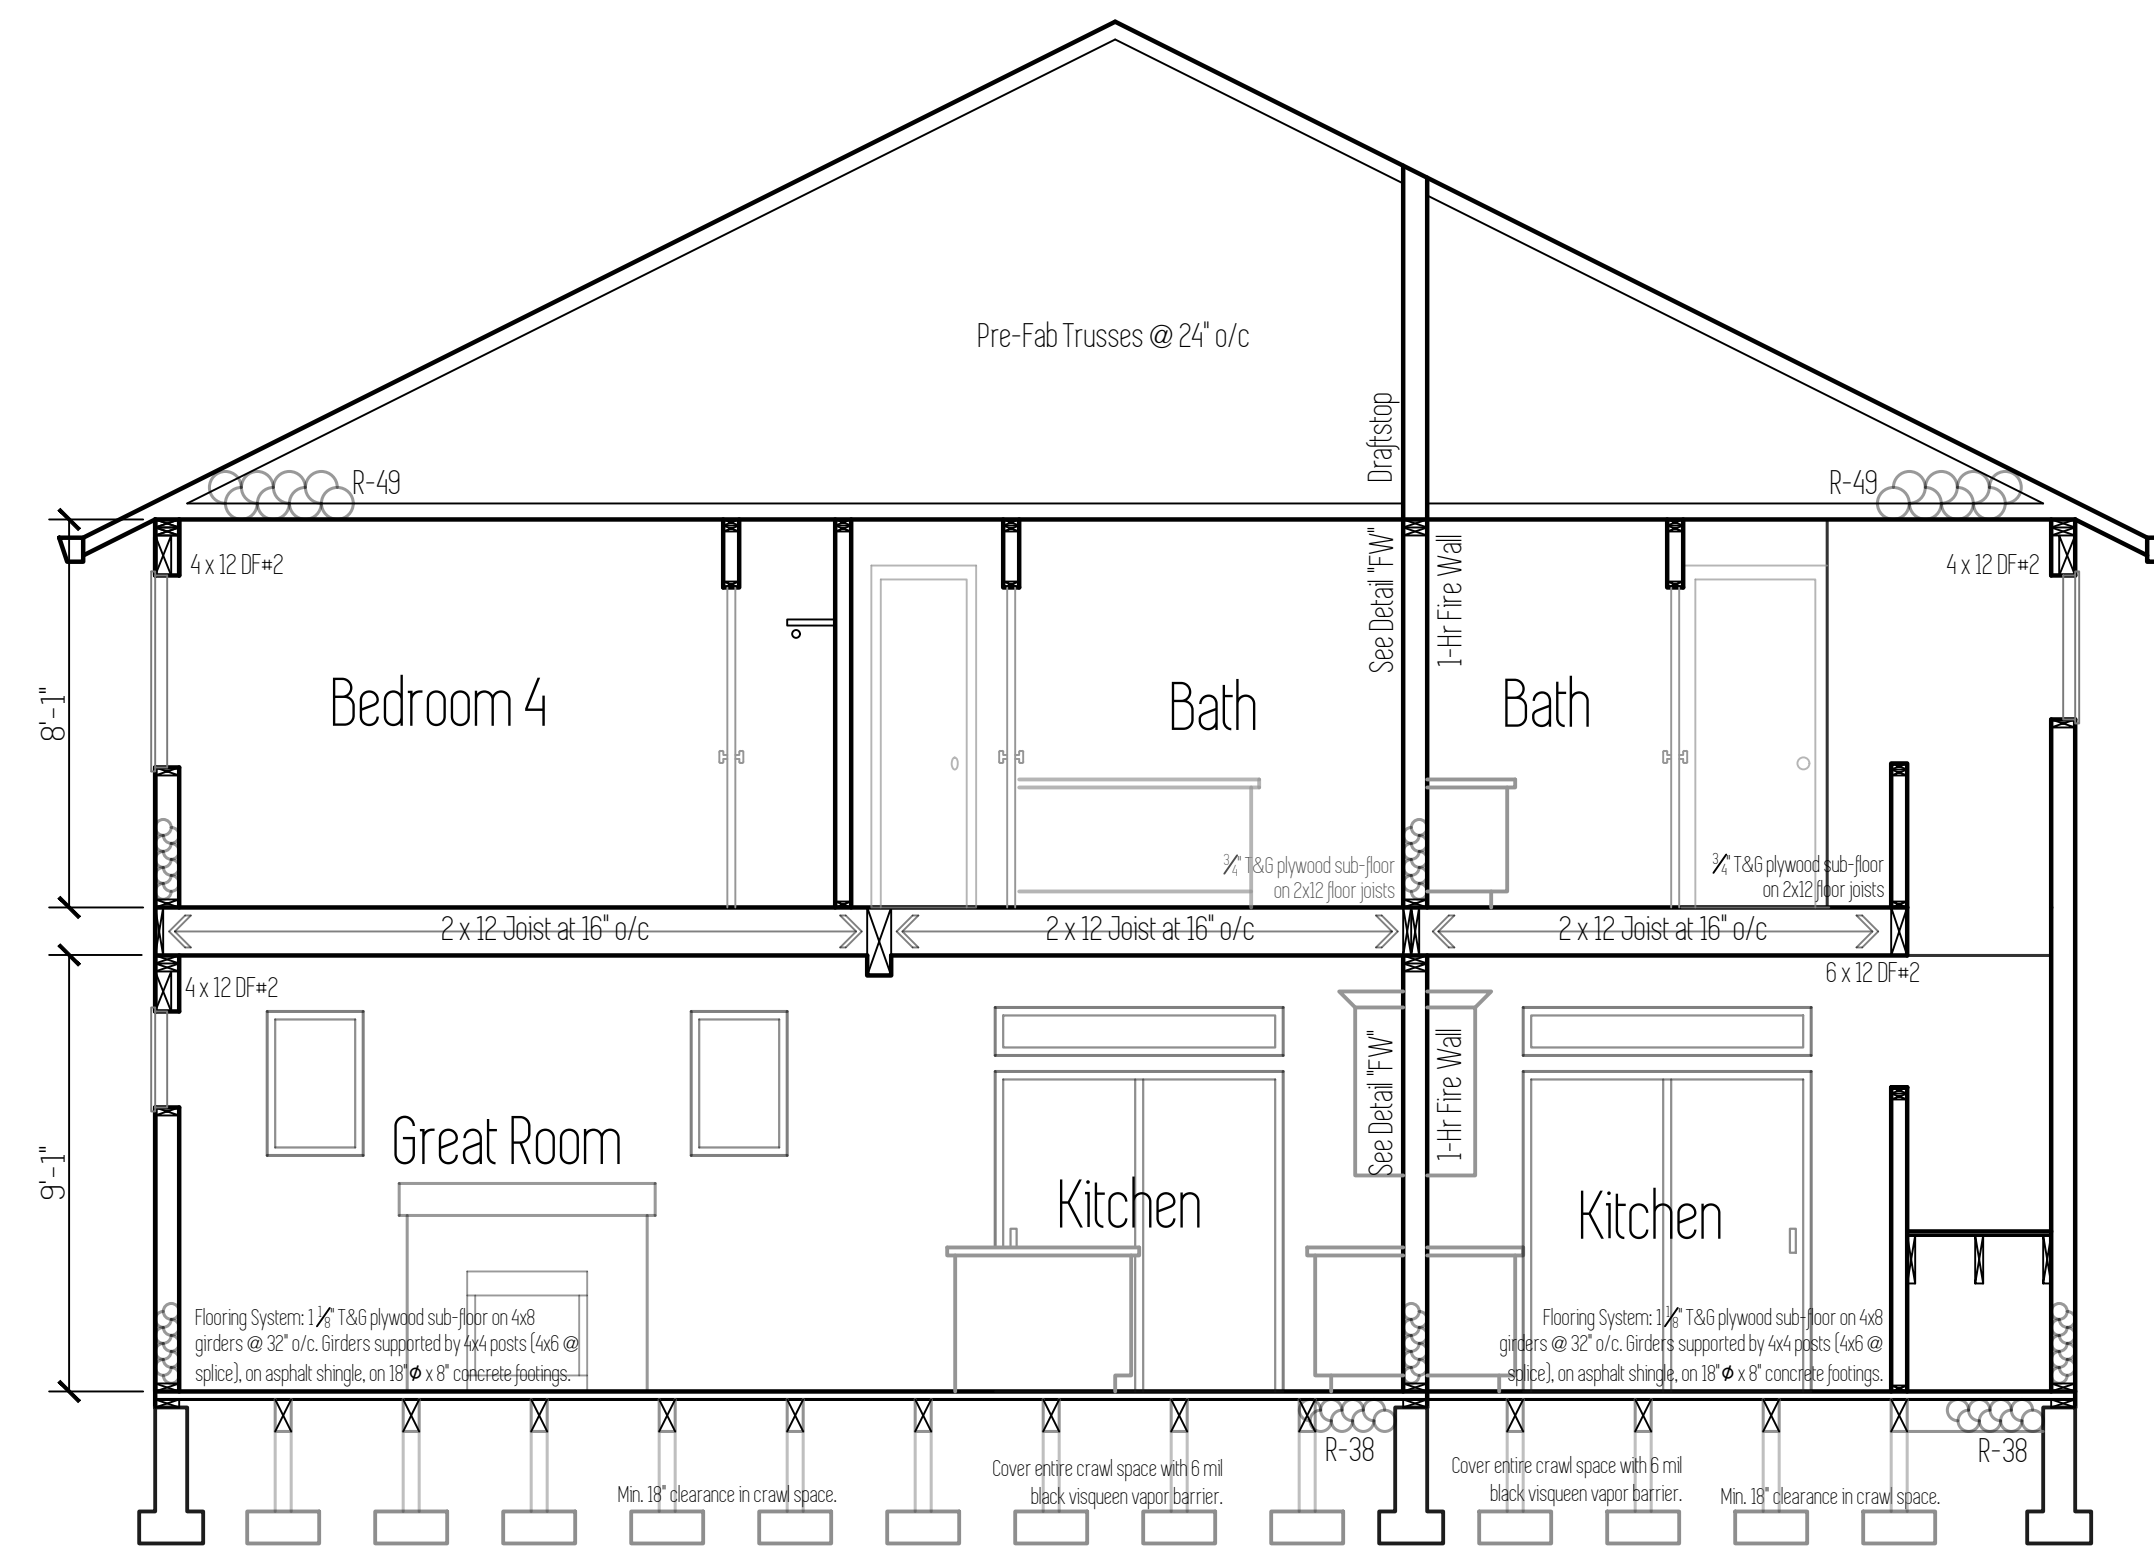 Pre-Fab Trusses @ 24" o/c
Draftstop
R-49
R-49
4 x 12 DF#2
4 x 12 DF#2
See Detail "FW"
1-Hr Fire Wall
8'-1"
Bedroom 4
Bath
Bath
3/4" T&G plywood sub-floor
on 2x12 floor joists
3/4" T&G plywood sub-floor
on 2x12 floor joists
2 x 12 Joist at 16" o/c
2 x 12 Joist at 16" o/c
2 x 12 Joist at 16" o/c
4 x 12 DF#2
6 x 12 DF#2
See Detail "FW"
1-Hr Fire Wall
9'-1"
Great Room
Kitchen
Kitchen
Flooring System: 1 1/8" T&G plywood sub-floor on 4x8
girders @ 32" o/c. Girders supported by 4x4 posts (4x6 @
splice), on asphalt shingle, on 18"ϕ x 8" concrete footings.
Flooring System: 1 1/8" T&G plywood sub-floor on 4x8
girders @ 32" o/c. Girders supported by 4x4 posts (4x6 @
splice), on asphalt shingle, on 18"ϕ x 8" concrete footings.
R-38
R-38
Min. 18" clearance in crawl space.
Cover entire crawl space with 6 mil
black visqueen vapor barrier.
Cover entire crawl space with 6 mil
black visqueen vapor barrier.
Min. 18" clearance in crawl space.